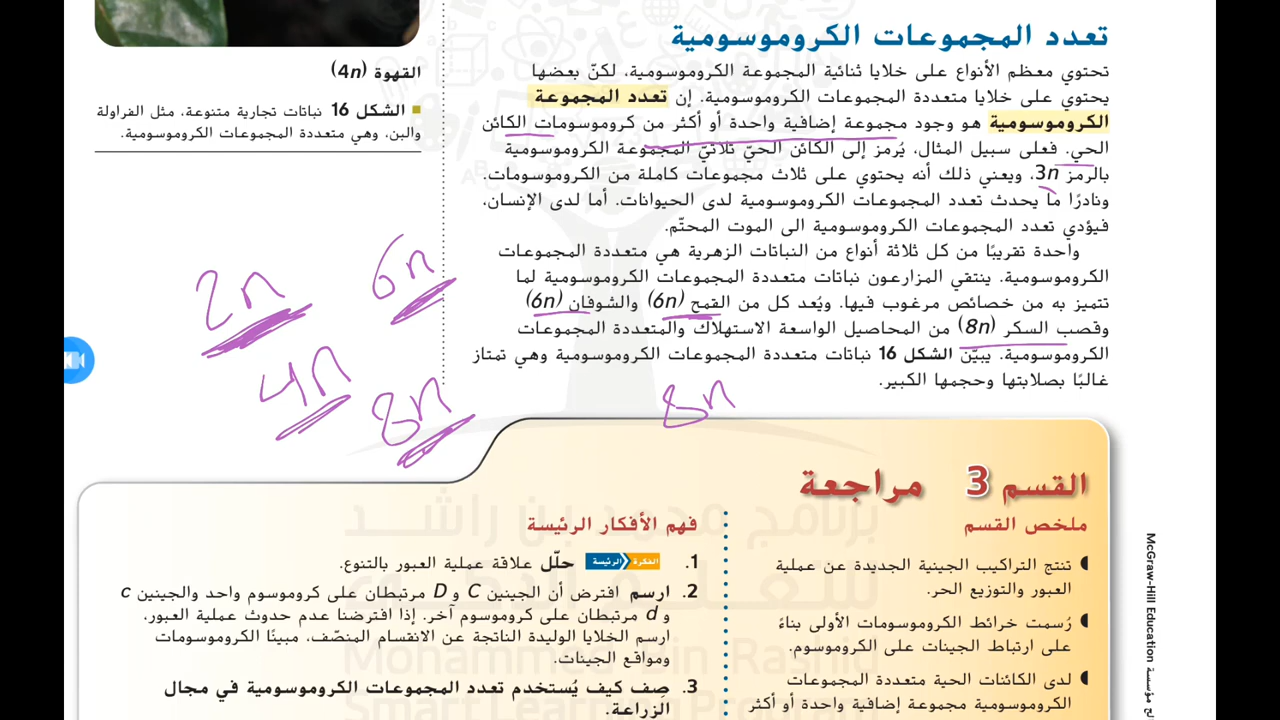 تعدد المجموعات الكروموسومية
تحتوي معظم الأنواع على خلايا ثنائية المجموعة الكروموسومية، لكنّ بعضها
يحتوي على خلايا متعددة المجموعات الكروموسومية. إن تعدد المجموعة
الكروموسومية هو وجود مجموعة إضافية واحدة أو أكثر من كروموسومات الكائن
الحي. فعلى سبيل المثال، يُرمز إلى الكائن الحيّ ثلاثيّ المجموعة الكروموسومية
بالرمز 3n، ويعني ذلك أنه يحتوي على ثلاث مجموعات كاملة من الكروموسومات.
ونادرًا ما يحدث تعدد المجموعات الكروموسومية لدى الحيوانات. أما لدى الإنسان،
فيؤدي تعدد المجموعات الكروموسومية الى الموت المحتّم.
واحدة تقريبًا من كل ثلاثة أنواع من النباتات الزهرية هي متعددة المجموعات
الكروموسومية. ينتقي المزارعون نباتات متعددة المجموعات الكروموسومية لما
تتميز به من خصائص مرغوب فيها. ويُعد كل من القمح (6n) والشوفان (6n)
وقصب السكر (8n) من المحاصيل الواسعة الاستهلاك والمتعددة المجموعات
الكروموسومية. يبيّن الشكل 16 نباتات متعددة المجموعات الكروموسومية وهي تمتاز
غالبًا بصلابتها وحجمها الكبير.
8n
القهوة (4n)
الشكل 16 نباتات تجارية متنوعة، مثل الفراولة
والبن، وهي متعددة المجموعات الكروموسومية.
6n
2n
4n
8n
القسم 3 مراجعة
ملخص القسم
تنتج التراكيب الجينية الجديدة عن عملية
العبور والتوزيع الحر.
رُسمت خرائط الكروموسومات الأولى بناءً
على ارتباط الجينات على الكروموسوم.
لدى الكائنات الحية متعددة المجموعات
الكروموسومية مجموعة إضافية واحدة أو أكثر
فهم الأفكار الرئيسة
1. الفكرة الرئيسة حلّل علاقة عملية العبور بالتنوع.
2. ارسم افترض أن الجينين C و D مرتبطان على كروموسوم واحد والجينين c
و d مرتبطان على كروموسوم آخر. إذا افترضنا عدم حدوث عملية العبور،
ارسم الخلايا الوليدة الناتجة عن الانقسام المنصّف، مبينًا الكروموسومات
ومواقع الجينات.
3. صِف كيف يُستخدم تعدد المجموعات الكروموسومية في مجال
الزراعة.
برنامج محمد بن راشد
Mohammed Bin Rashid
McGraw-Hill Education